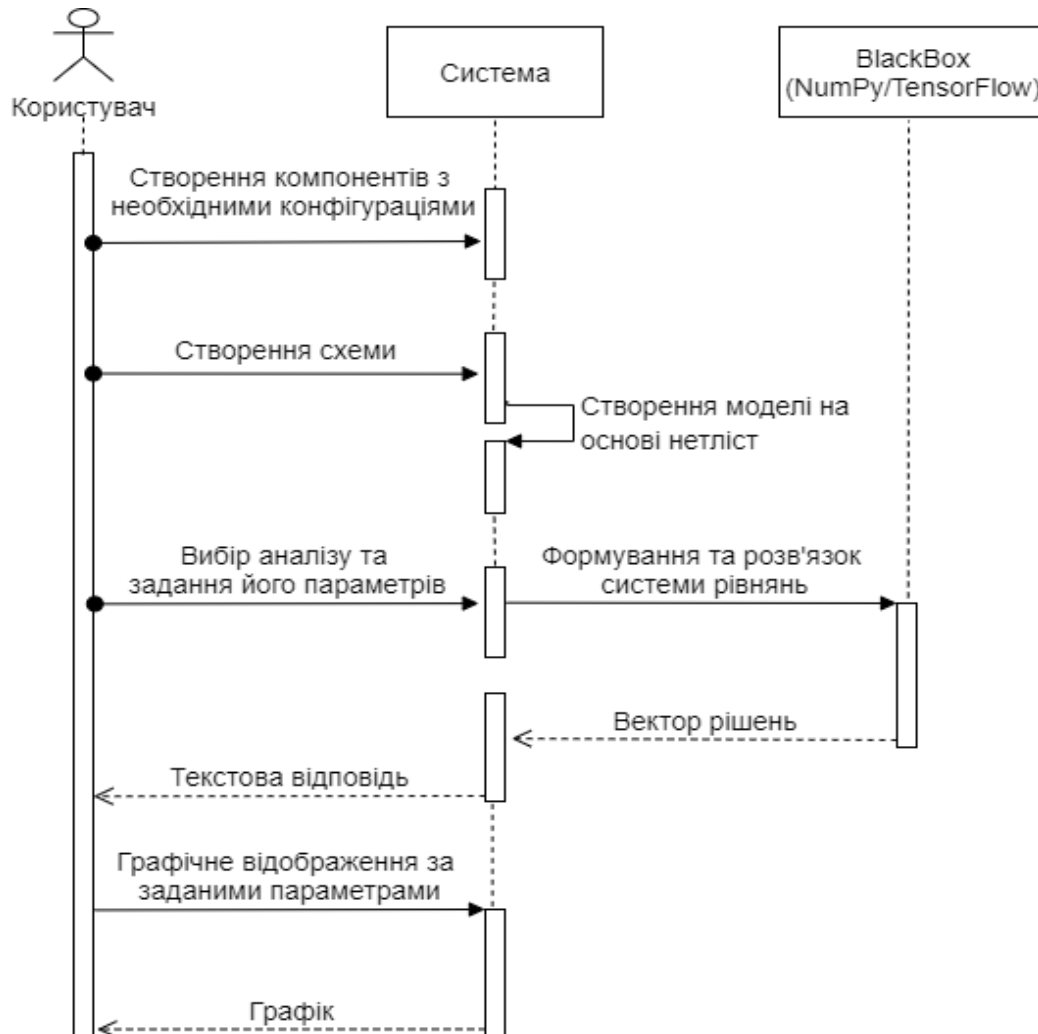 Користувач
Система
BlackBox
(NumPy/TensorFlow)
Створення компонентів з
необхідними конфігураціями
Створення схеми
Створення моделі на
основі нетліст
Вибір аналізу та
задання його параметрів
Формування та розв'язок
системи рівнянь
Вектор рішень
Текстова відповідь
Графічне відображення за
заданими параметрами
Графік